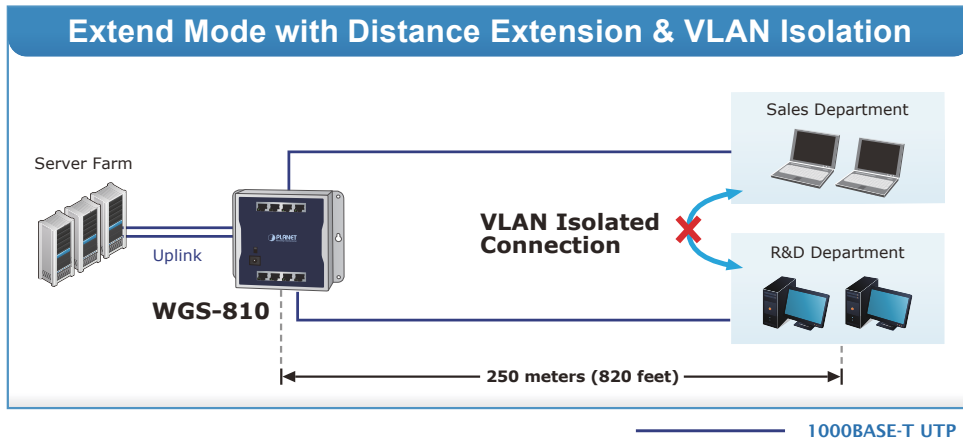 Extend Mode with Distance Extension & VLAN Isolation
Sales Department
Server Farm
Uplink
PLANET
WGS-810
VLAN Isolated
Connection
R&D Department
250 meters (820 feet)
1000BASE-T UTP